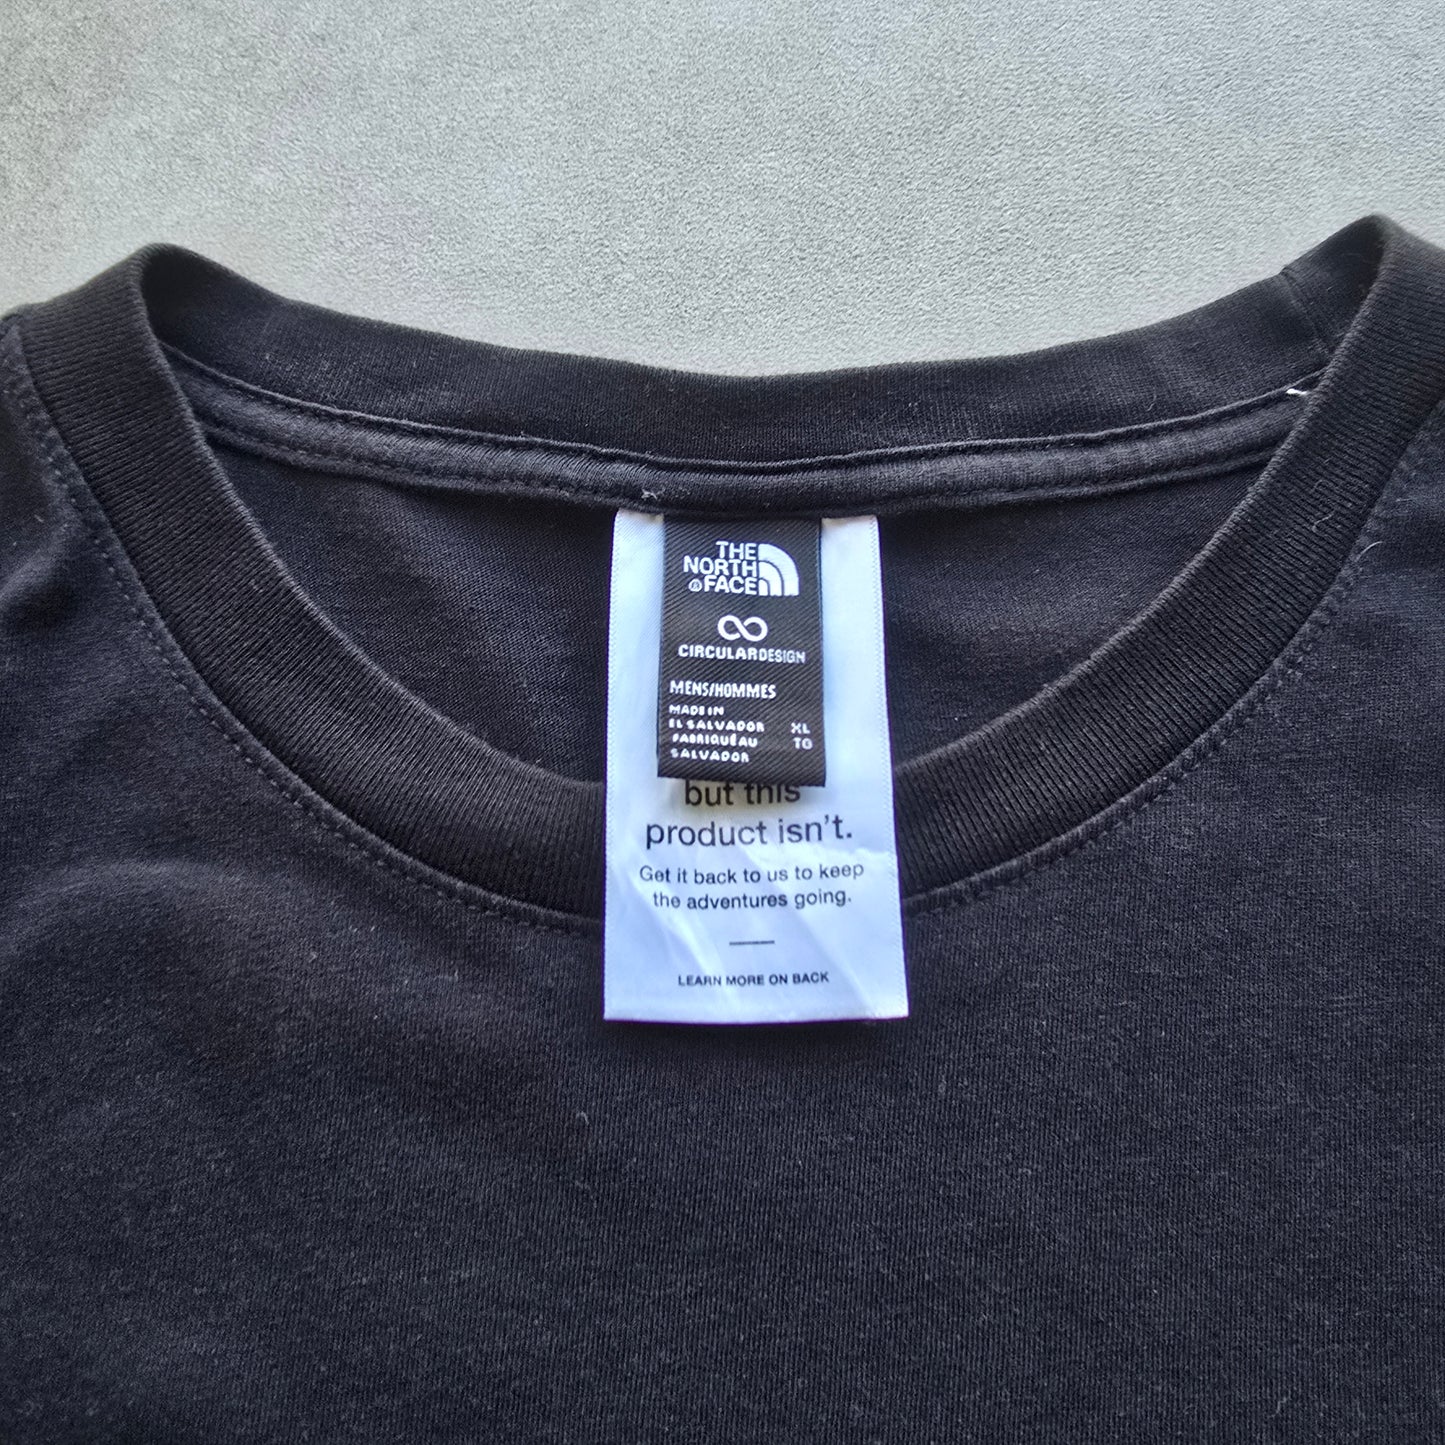 THE
NORTH
FACE
CIRCULARDESIGN
MENS/HOMMES
MADE IN
EL SALVADOR XL
FABRIQUÉ AU TG
SALVADOR
but this
product isn't.
Get it back to us to keep
the adventures going.
LEARN MORE ON BACK